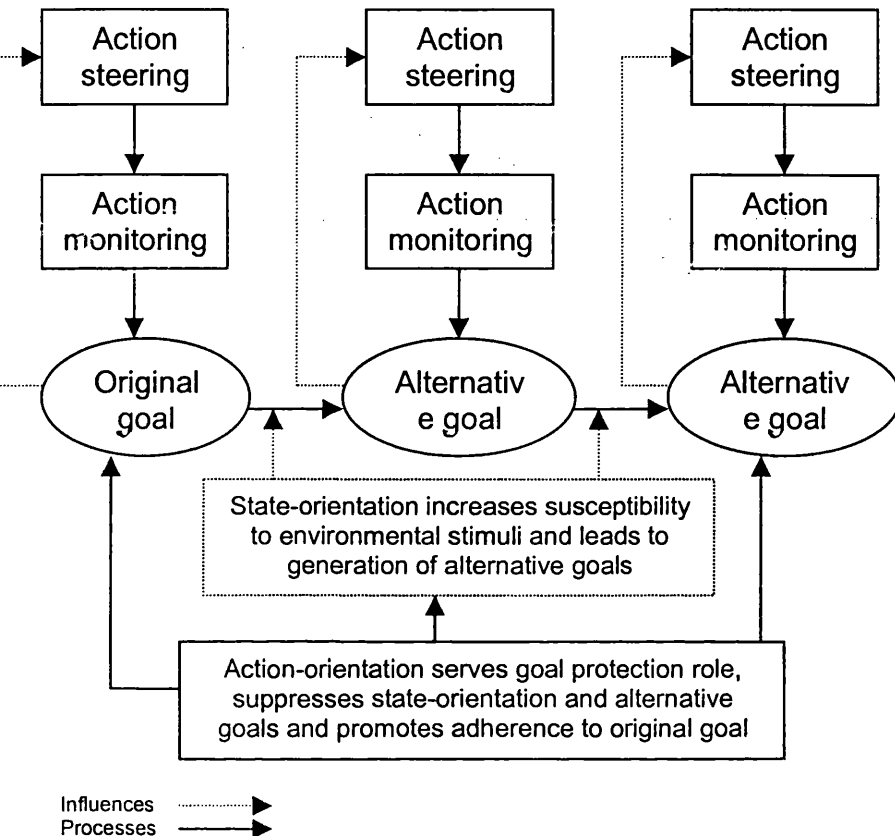 Action
steering
Action
steering
Action
steering
Action
monitoring
Action
monitoring
Action
monitoring
Original
goal
Alternativ
e goal
Alternativ
e goal
State-orientation increases susceptibility
to environmental stimuli and leads to
generation of alternative goals
Action-orientation serves goal protection role,
suppresses state-orientation and alternative
goals and promotes adherence to original goal
Influences
Processes